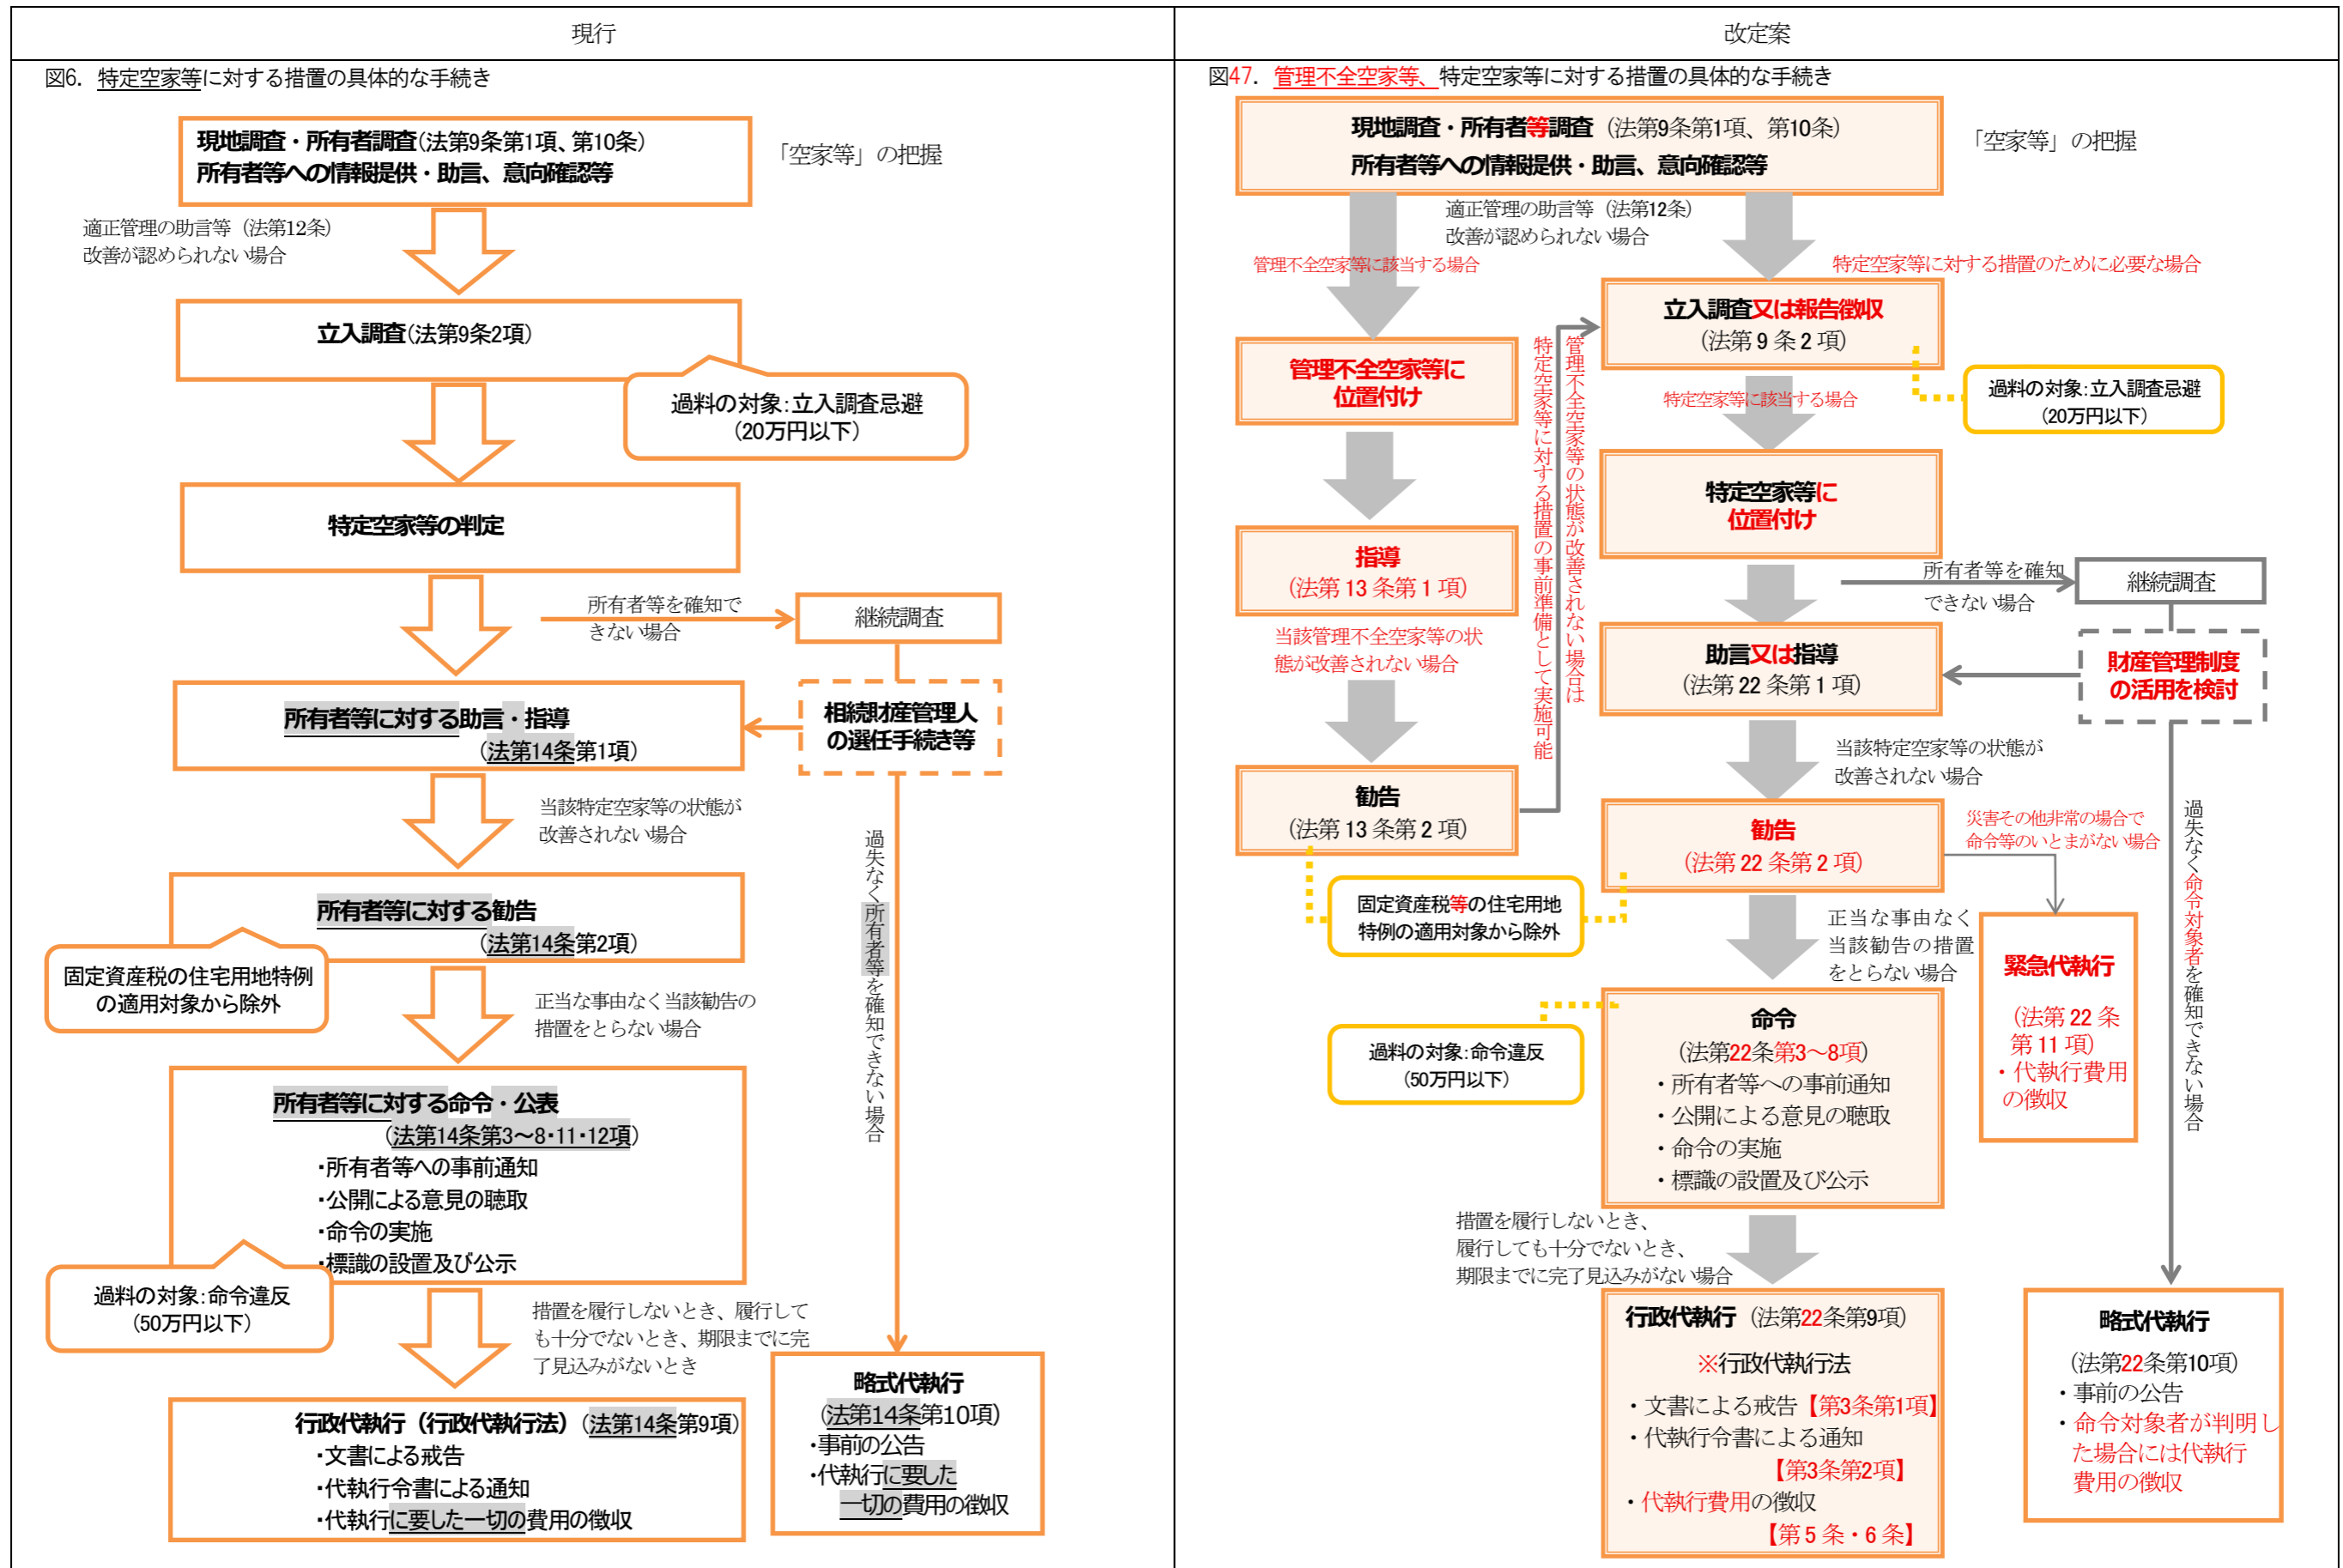 現行
図6．特定空家等に対する措置の具体的な手続き
現地調査・所有者調査(法第9条第1項、第10条)
所有者等への情報提供・助言、意向確認等
「空家等」の把握
適正管理の助言等（法第12条）
改善が認められない場合
立入調査(法第9条2項)
過料の対象：立入調査忌避
(20万円以下)
特定空家等の判定
所有者等を確知で
きない場合
継続調査
所有者等に対する助言・指導
(法第14条第1項)
相続財産管理人
の選任手続き等
当該特定空家等の状態が
改善されない場合
過失なく所有者等を確知できない場合
所有者等に対する勧告
(法第14条第2項)
固定資産税の住宅用地特例
の適用対象から除外
正当な事由なく当該勧告の
措置をとらない場合
所有者等に対する命令・公表
(法第14条第3～8・11・12項)
・所有者等への事前通知
・公開による意見の聴取
・命令の実施
・標識の設置及び公示
過料の対象：命令違反
(50万円以下)
措置を履行しないとき、履行して
も十分でないとき、期限までに完
了見込みがないとき
行政代執行（行政代執行法）(法第14条第9項)
・文書による戒告
・代執行令書による通知
・代執行に要した一切の費用の徴収
略式代執行
(法第14条第10項)
・事前の公告
・代執行に要した
一切の費用の徴収
改定案
図47．管理不全空家等、特定空家等に対する措置の具体的な手続き
現地調査・所有者等調査（法第9条第1項、第10条）
所有者等への情報提供・助言、意向確認等
「空家等」の把握
適正管理の助言等（法第12条）
改善が認められない場合
管理不全空家等に該当する場合
特定空家等に対する措置のために必要な場合
立入調査又は報告徴収
（法第 9 条 2 項）
過料の対象：立入調査忌避
(20万円以下)
管理不全空家等に
位置付け
管理不全空家等の状態が改善されない場合は
特定空家等に対する措置の事前準備として実施可能
特定空家等に該当する場合
特定空家等に
位置付け
指導
（法第 13 条第 1 項）
所有者等を確知
できない場合
継続調査
当該管理不全空家等の状
態が改善されない場合
助言又は指導
（法第 22 条第 1 項）
財産管理制度
の活用を検討
当該特定空家等の状態が
改善されない場合
勧告
（法第 13 条第 2 項）
勧告
（法第 22 条第 2 項）
災害その他非常の場合で
命令等のいとまがない場合
過失なく命令対象者を確知できない場合
固定資産税等の住宅用地
特例の適用対象から除外
正当な事由なく
当該勧告の措置
をとらない場合
緊急代執行
（法第 22 条
第 11 項）
・代執行費用
の徴収
命令
（法第22条第3～8項）
・所有者等への事前通知
・公開による意見の聴取
・命令の実施
・標識の設置及び公示
過料の対象：命令違反
(50万円以下)
措置を履行しないとき、
履行しても十分でないとき、
期限までに完了見込みがない場合
行政代執行（法第22条第9項）
※行政代執行法
・文書による戒告【第3条第1項】
・代執行令書による通知
【第3条第2項】
・代執行費用の徴収
【第 5 条・6 条】
略式代執行
（法第22条第10項）
・事前の公告
・命令対象者が判明し
た場合には代執行
費用の徴収